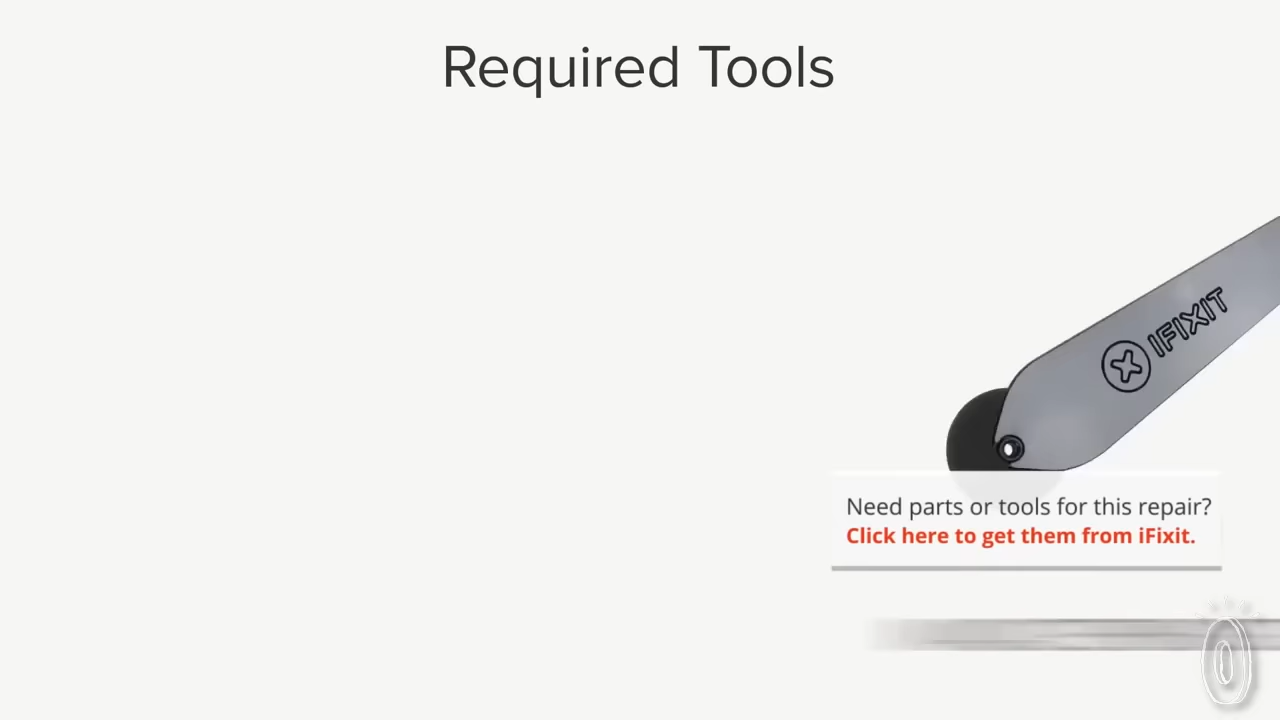 Required Tools
IFIXIT
Need parts or tools for this repair?
Click here to get them from iFixit.